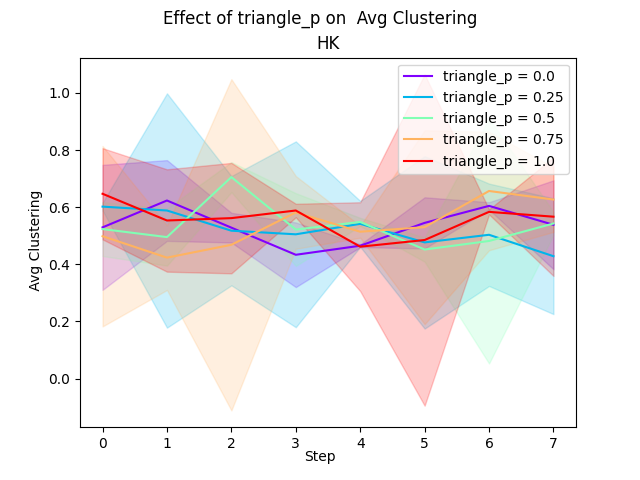 Effect of triangle_p on  Avg Clustering
HK
triangle_p = 0.0
triangle_p = 0.25
triangle_p = 0.5
triangle_p = 0.75
triangle_p = 1.0
Avg Clustering
1.0
0.8
0.6
0.4
0.2
0.0
0 1 2 3 4 5 6 7
Step